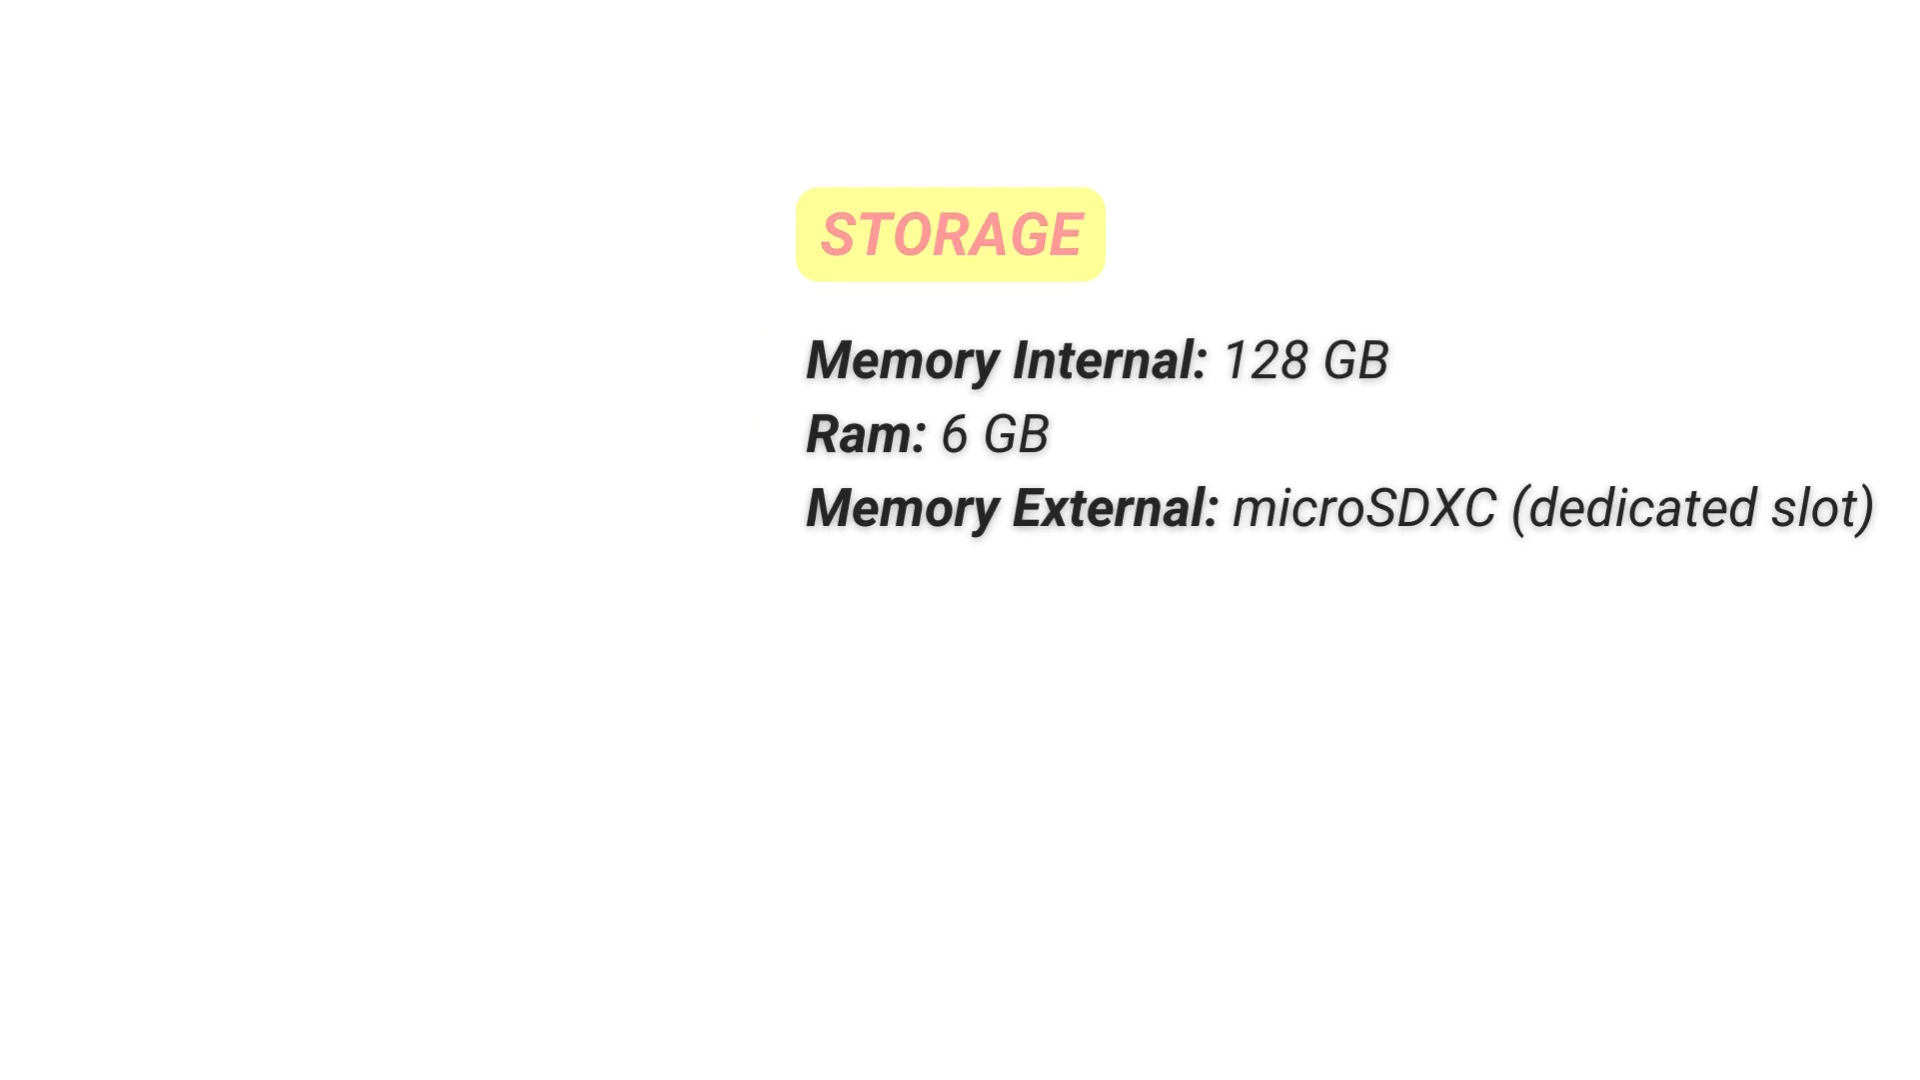 STORAGE
Memory Internal: 128 GB
Ram: 6 GB
Memory External: microSDXC (dedicated slot)